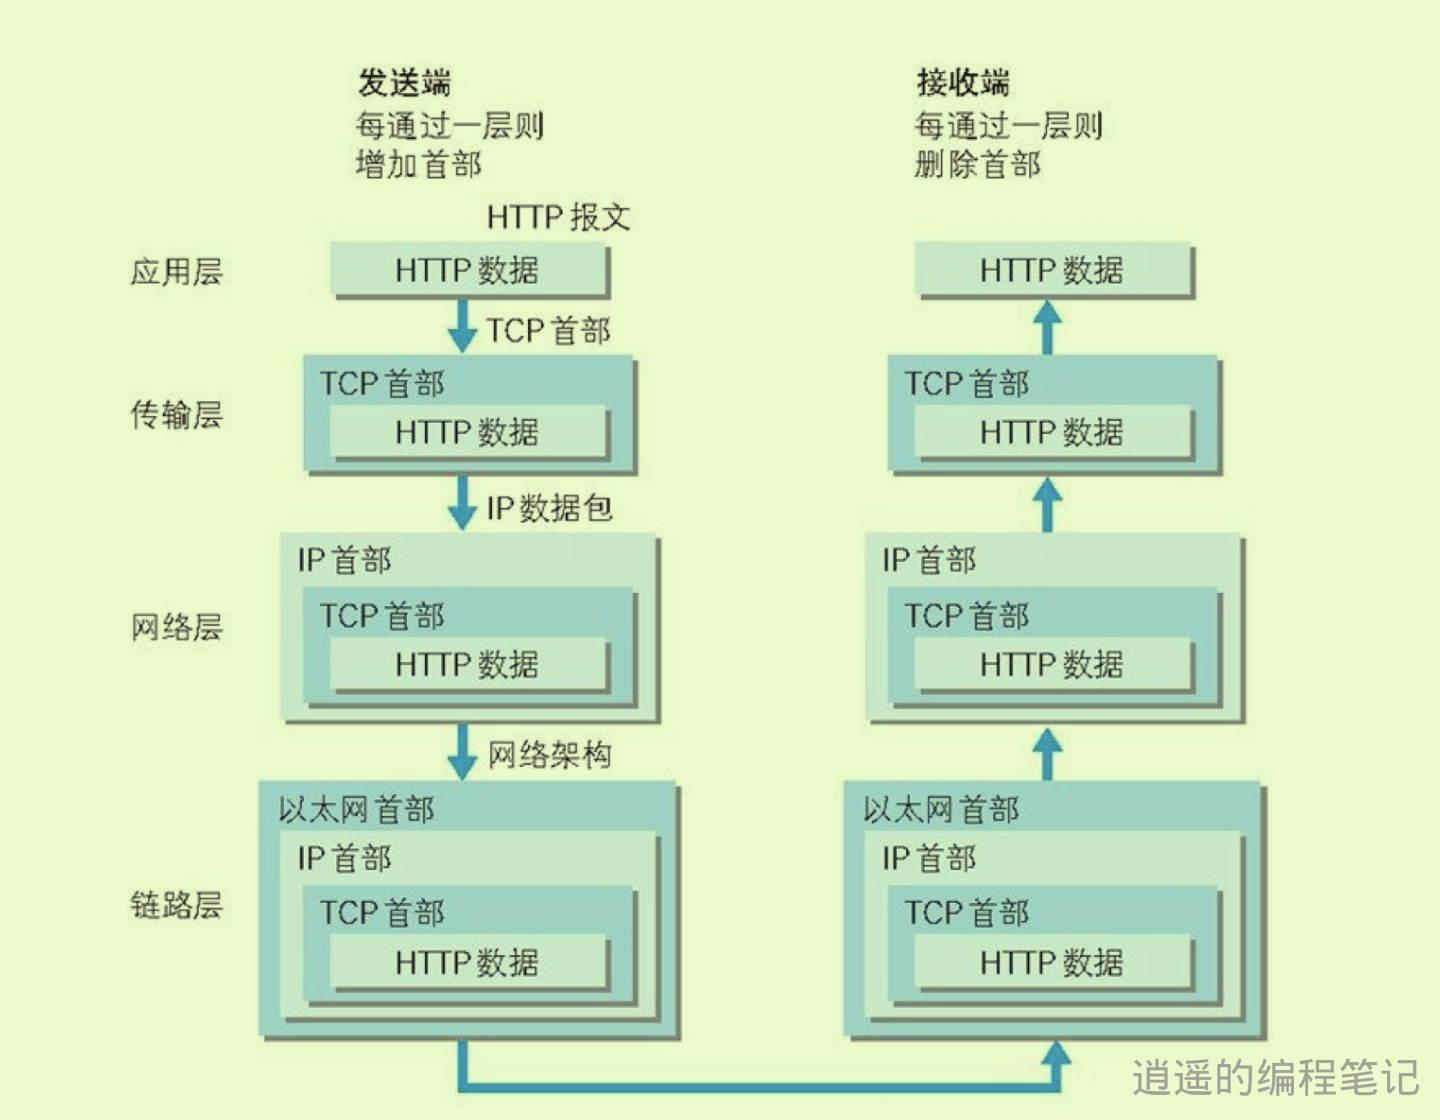 发送端
每通过一层则
增加首部
接收端
每通过一层则
删除首部
HTTP 报文
应用层
HTTP 数据
HTTP 数据
TCP 首部
传输层
TCP 首部
HTTP 数据
TCP 首部
HTTP 数据
IP 数据包
网络层
IP 首部
TCP 首部
HTTP 数据
IP 首部
TCP 首部
HTTP 数据
网络架构
链路层
以太网首部
IP 首部
TCP 首部
HTTP 数据
以太网首部
IP 首部
TCP 首部
HTTP 数据
逍遥的编程笔记